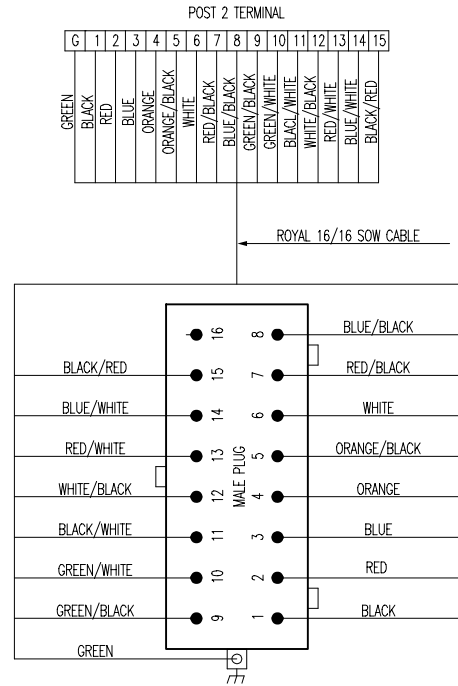 POST 2 TERMINAL
G 1 2 3 4 5 6 7 8 9 10 11 12 13 14 15
GREEN
BLACK
RED
BLUE
ORANGE
ORANGE/BLACK
WHITE
RED/BLACK
BLUE/BLACK
GREEN/BLACK
GREEN/WHITE
BLACL/WHITE
WHITE/BLACK
RED/WHITE
BLUE/WHITE
BLACK/RED
ROYAL 16/16 SOW CABLE
16 8 BLUE/BLACK
BLACK/RED 15 7 RED/BLACK
BLUE/WHITE 14 6 WHITE
RED/WHITE 13 5 ORANGE/BLACK
MALE PLUG
WHITE/BLACK 12 4 ORANGE
BLACK/WHITE 11 3 BLUE
GREEN/WHITE 10 2 RED
GREEN/BLACK 9 1 BLACK
GREEN